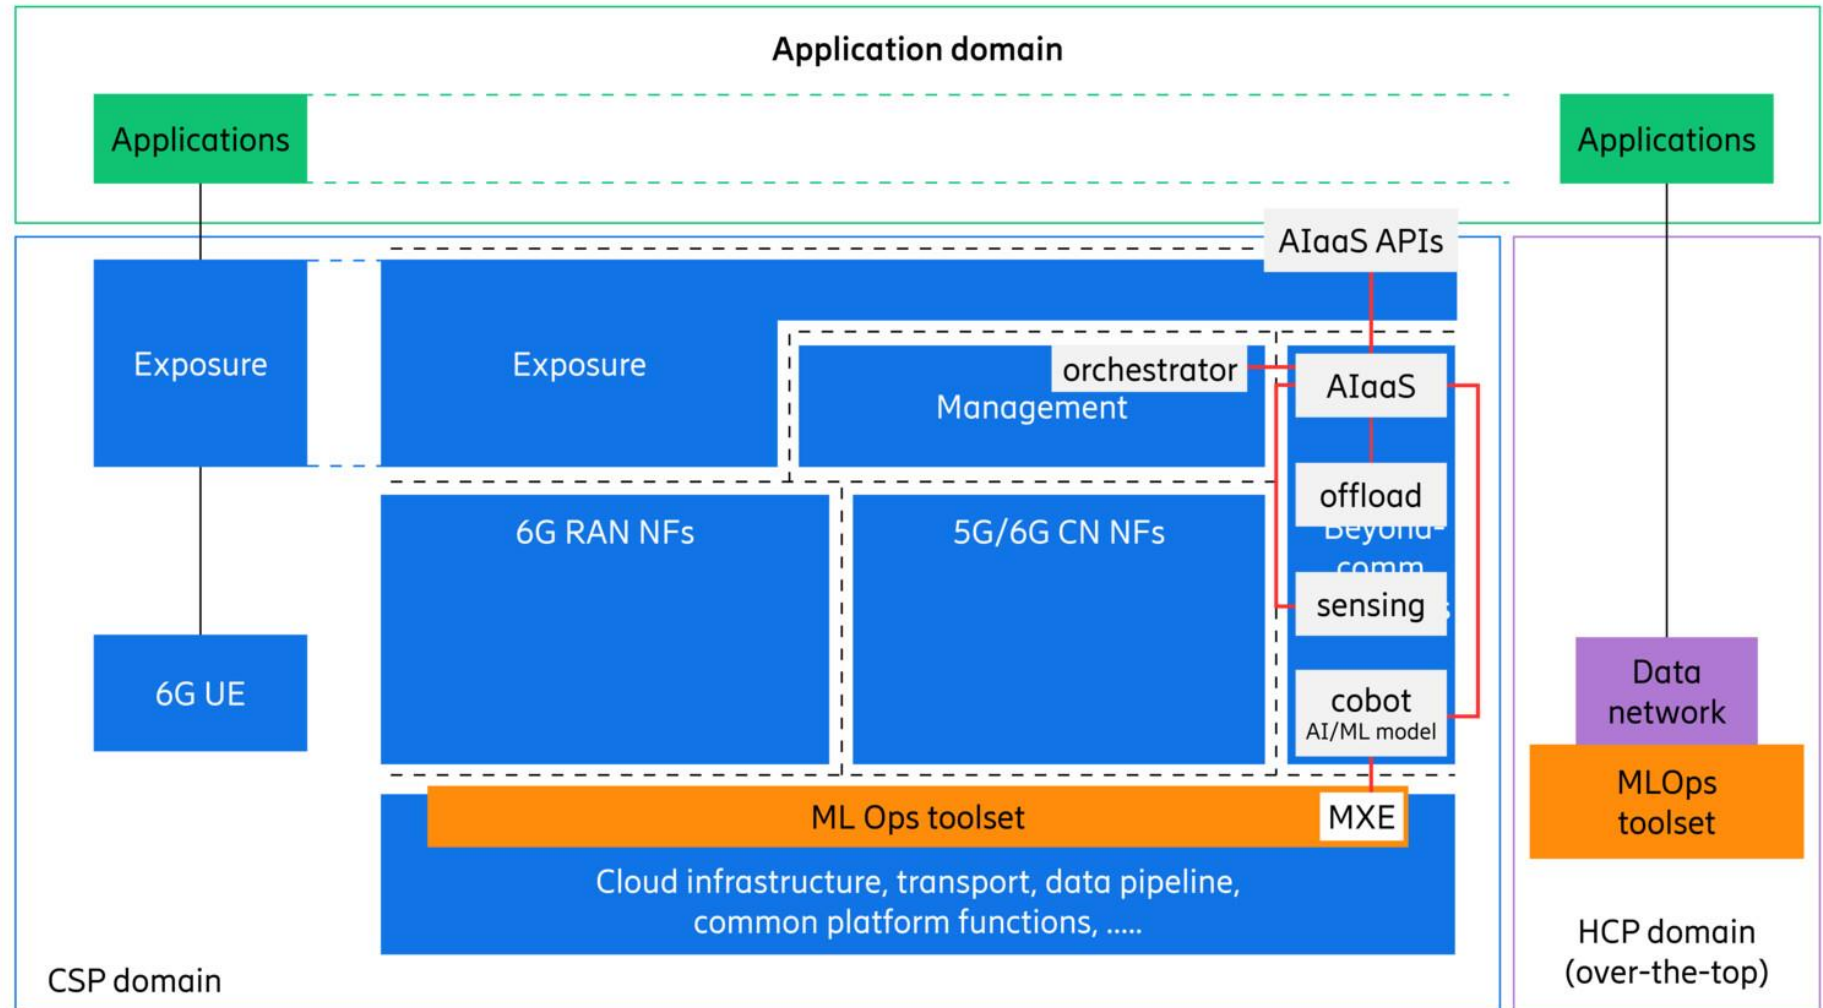 Application domain
Applications
Applications
AIaaS APIs
Exposure
Exposure
orchestrator
Management
AIaaS
offload
6G RAN NFs
5G/6G CN NFs
Beyond-
comm
sensing
6G UE
cobot
AI/ML model
Data
network
ML Ops toolset
MXE
MLOps
toolset
Cloud infrastructure, transport, data pipeline,
common platform functions, .....
CSP domain
HCP domain
(over-the-top)